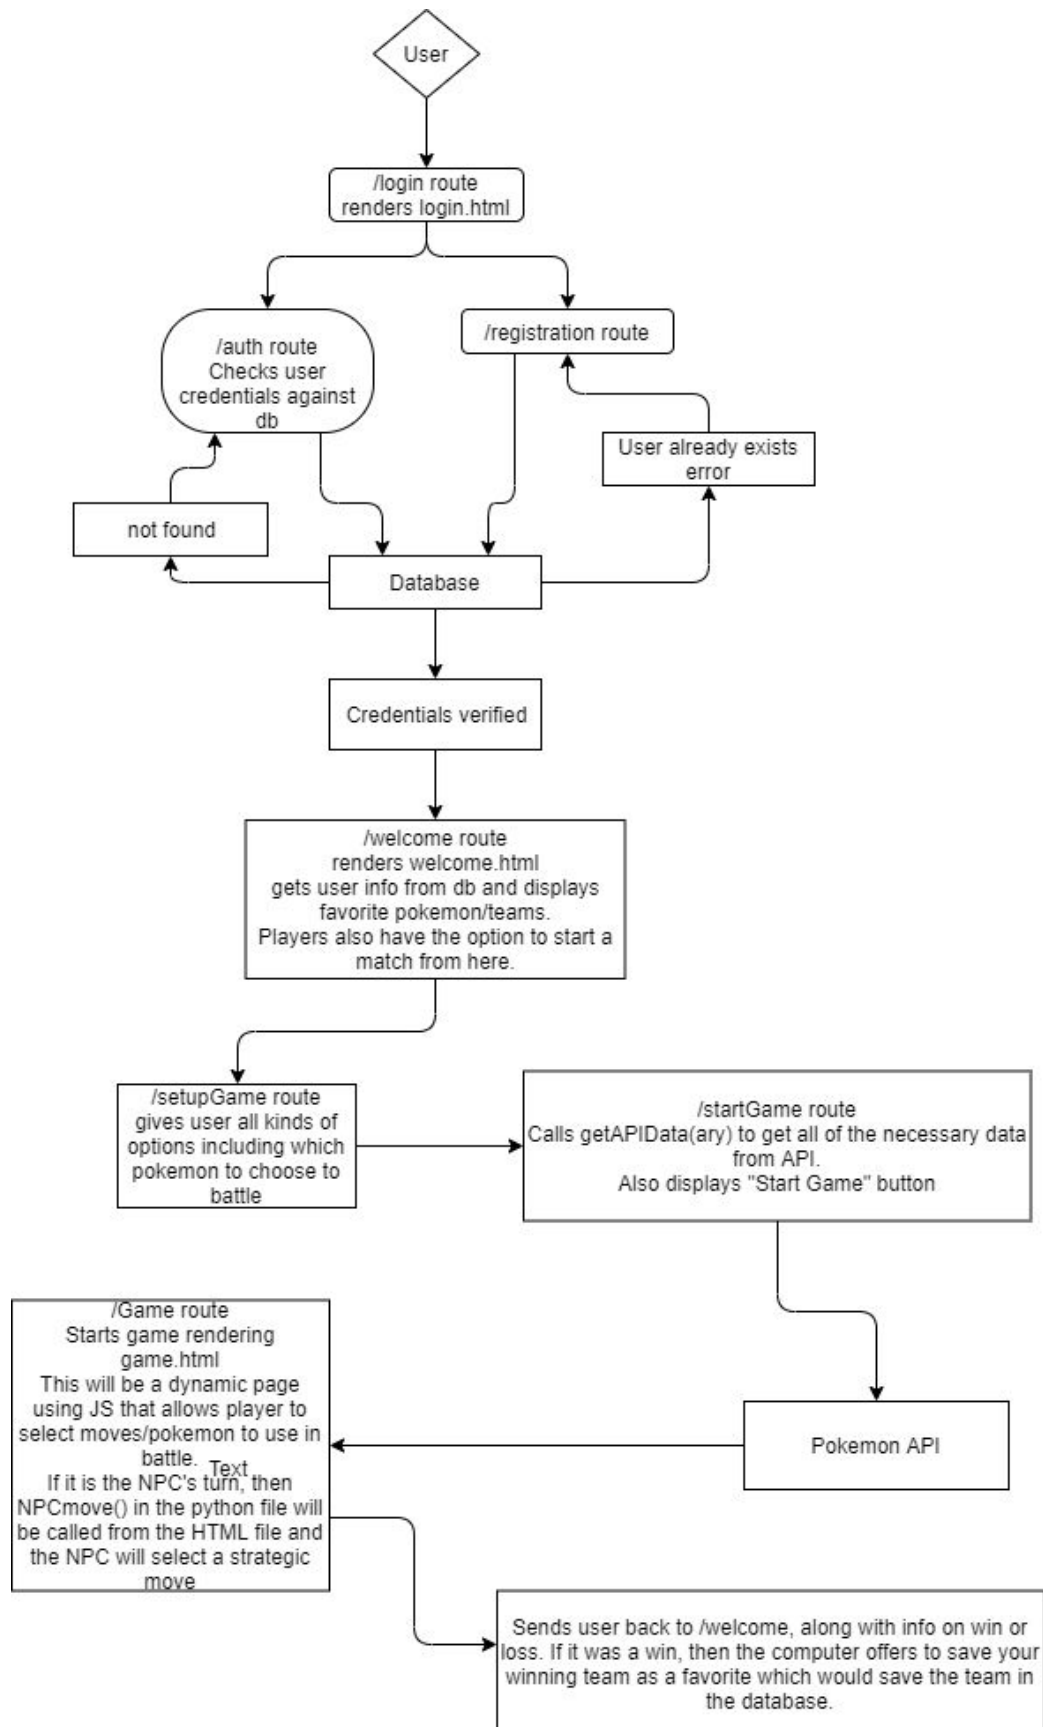 User
/login route
renders login.html
/auth route
Checks user
credentials against
db
/registration route
User already exists
error
not found
Database
Credentials verified
/welcome route
renders welcome.html
gets user info from db and displays
favorite pokemon/teams.
Players also have the option to start a
match from here.
/setupGame route
gives user all kinds of
options including which
pokemon to choose to
battle
/startGame route
Calls getAPIData(ary) to get all of the necessary data
from API.
Also displays "Start Game" button
/Game route
Starts game rendering
game.html
This will be a dynamic page
using JS that allows player to
select moves/pokemon to use in
battle.
Text
If it is the NPC's turn, then
NPCmove() in the python file will
be called from the HTML file and
the NPC will select a strategic
move
Pokemon API
Sends user back to /welcome, along with info on win or
loss. If it was a win, then the computer offers to save your
winning team as a favorite which would save the team in
the database.